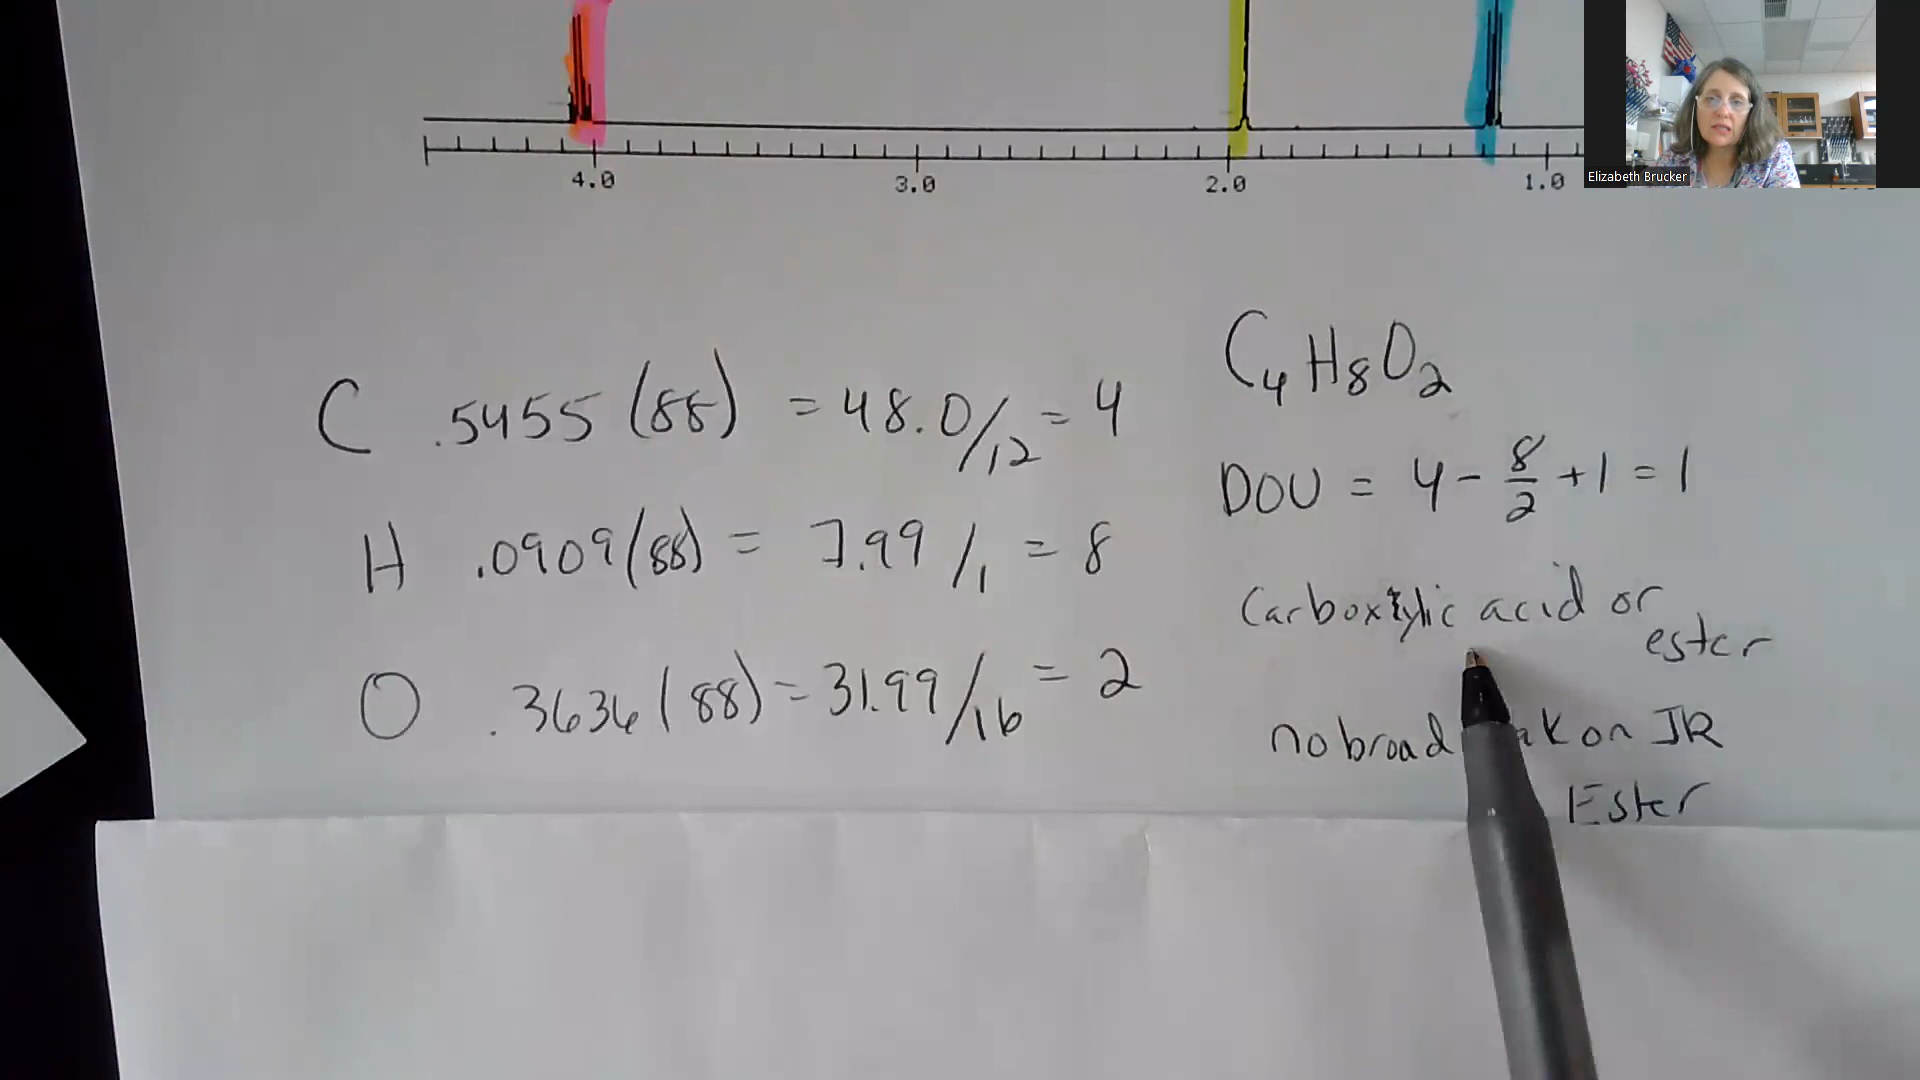 4.0 3.0 2.0 1.0
Elizabeth Brucker
C .5455 (88) = 48.0/12 = 4
H .0909 (88) = 7.99/1 = 8
O .3636 (88) = 31.99/16 = 2
C4H8O2
DOU = 4 - 8/2 + 1 = 1
Carboxylic acid or
ester
no broad on IR
Ester